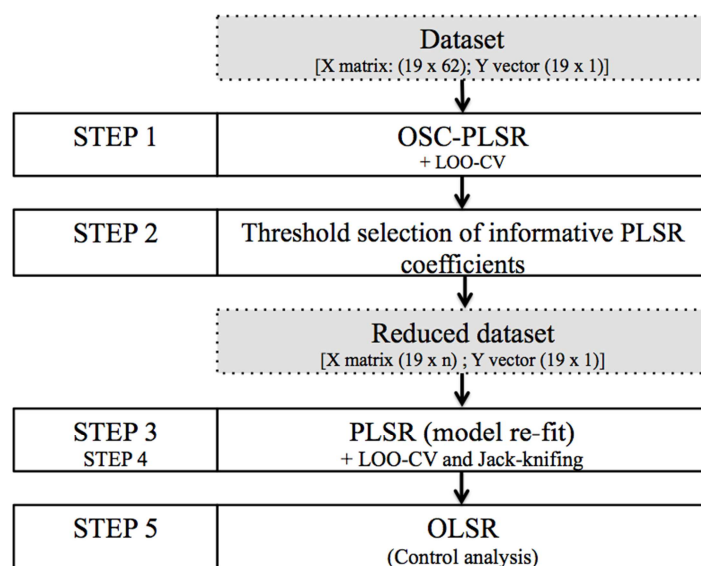 Dataset
[X matrix: (19 x 62); Y vector (19 x 1)]
STEP 1
OSC-PLSR
+ LOO-CV
STEP 2
Threshold selection of informative PLSR
coefficients
Reduced dataset
[X matrix (19 x n) ; Y vector (19 x 1)]
STEP 3
STEP 4
PLSR (model re-fit)
+ LOO-CV and Jack-knifing
STEP 5
OLSR
(Control analysis)